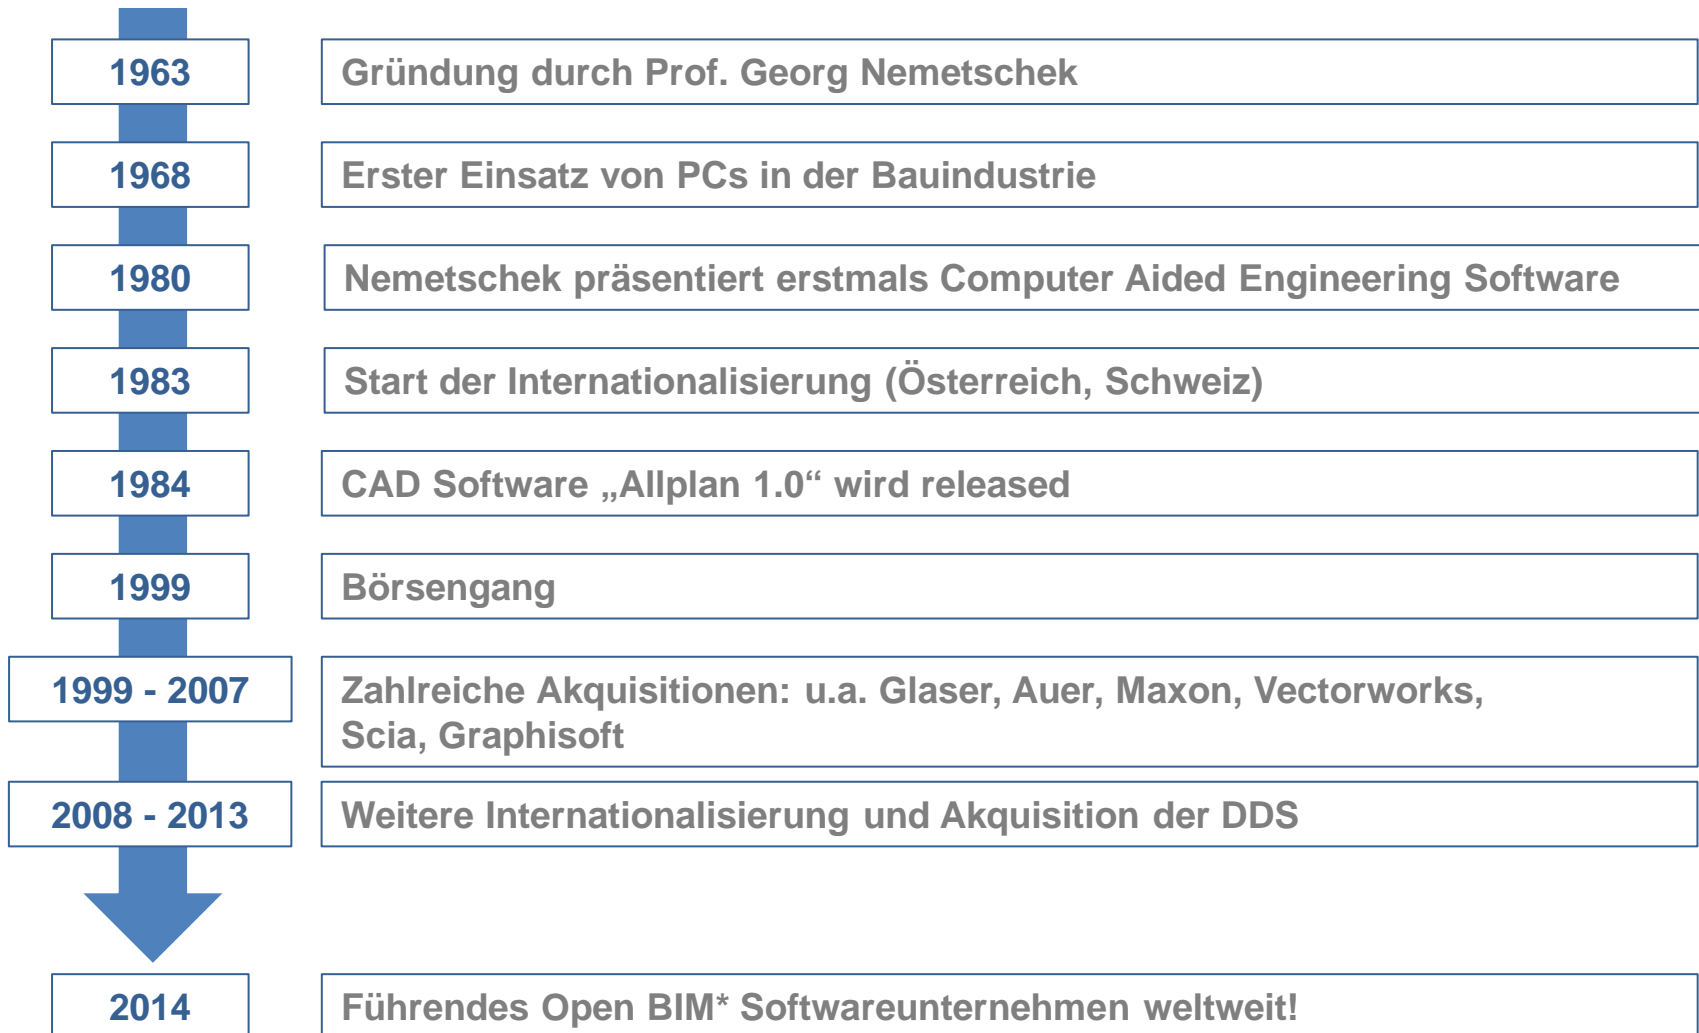 1963
Gründung durch Prof. Georg Nemetschek
1968
Erster Einsatz von PCs in der Bauindustrie
1980
Nemetschek präsentiert erstmals Computer Aided Engineering Software
1983
Start der Internationalisierung (Österreich, Schweiz)
1984
CAD Software „Allplan 1.0“ wird released
1999
Börsengang
1999 - 2007
Zahlreiche Akquisitionen: u.a. Glaser, Auer, Maxon, Vectorworks,
Scia, Graphisoft
2008 - 2013
Weitere Internationalisierung und Akquisition der DDS
2014
Führendes Open BIM* Softwareunternehmen weltweit!